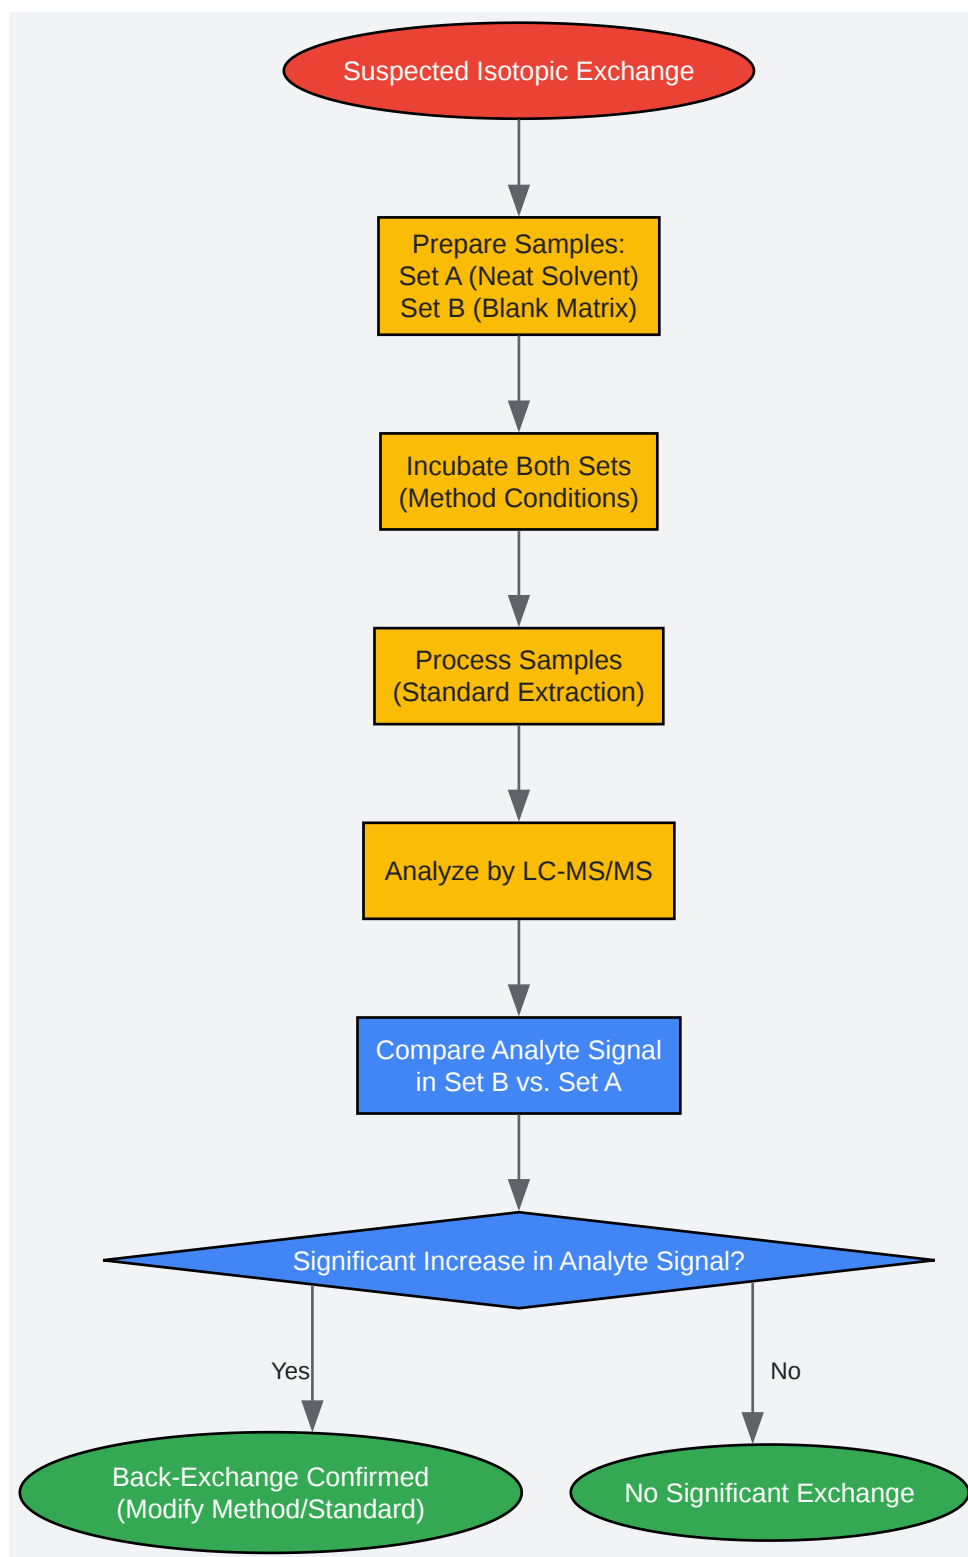 Suspected Isotopic Exchange
Prepare Samples:
Set A (Neat Solvent)
Set B (Blank Matrix)
Incubate Both Sets
(Method Conditions)
Process Samples
(Standard Extraction)
Analyze by LC-MS/MS
Compare Analyte Signal
in Set B vs. Set A
Significant Increase in Analyte Signal?
Yes
No
Back-Exchange Confirmed
(Modify Method/Standard)
No Significant Exchange